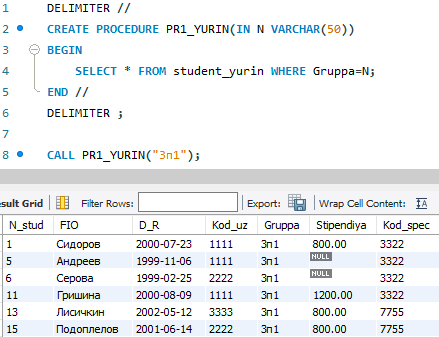 1 DELIMITER //
2 CREATE PROCEDURE PR1_YURIN(IN N VARCHAR(50))
3 BEGIN
4 SELECT * FROM student_yurin WHERE Gruppa=N;
5 END //
6 DELIMITER ;
7
8 CALL PR1_YURIN("3п1");
esult Grid Filter Rows: Export: Wrap Cell Content: IA
N_stud FIO D_R Kod_uz Gruppa Stipendiya Kod_spec
1 Сидоров 2000-07-23 1111 3п1 800.00 3322
5 Андреев 1999-11-06 1111 3п1 NULL 3322
6 Серова 1999-02-25 2222 3п1 NULL 3322
11 Гришина 2000-08-09 1111 3п1 1200.00 3322
13 Лисичкин 2002-05-12 3333 3п1 800.00 7755
15 Подоплелов 2001-06-14 2222 3п1 800.00 7755